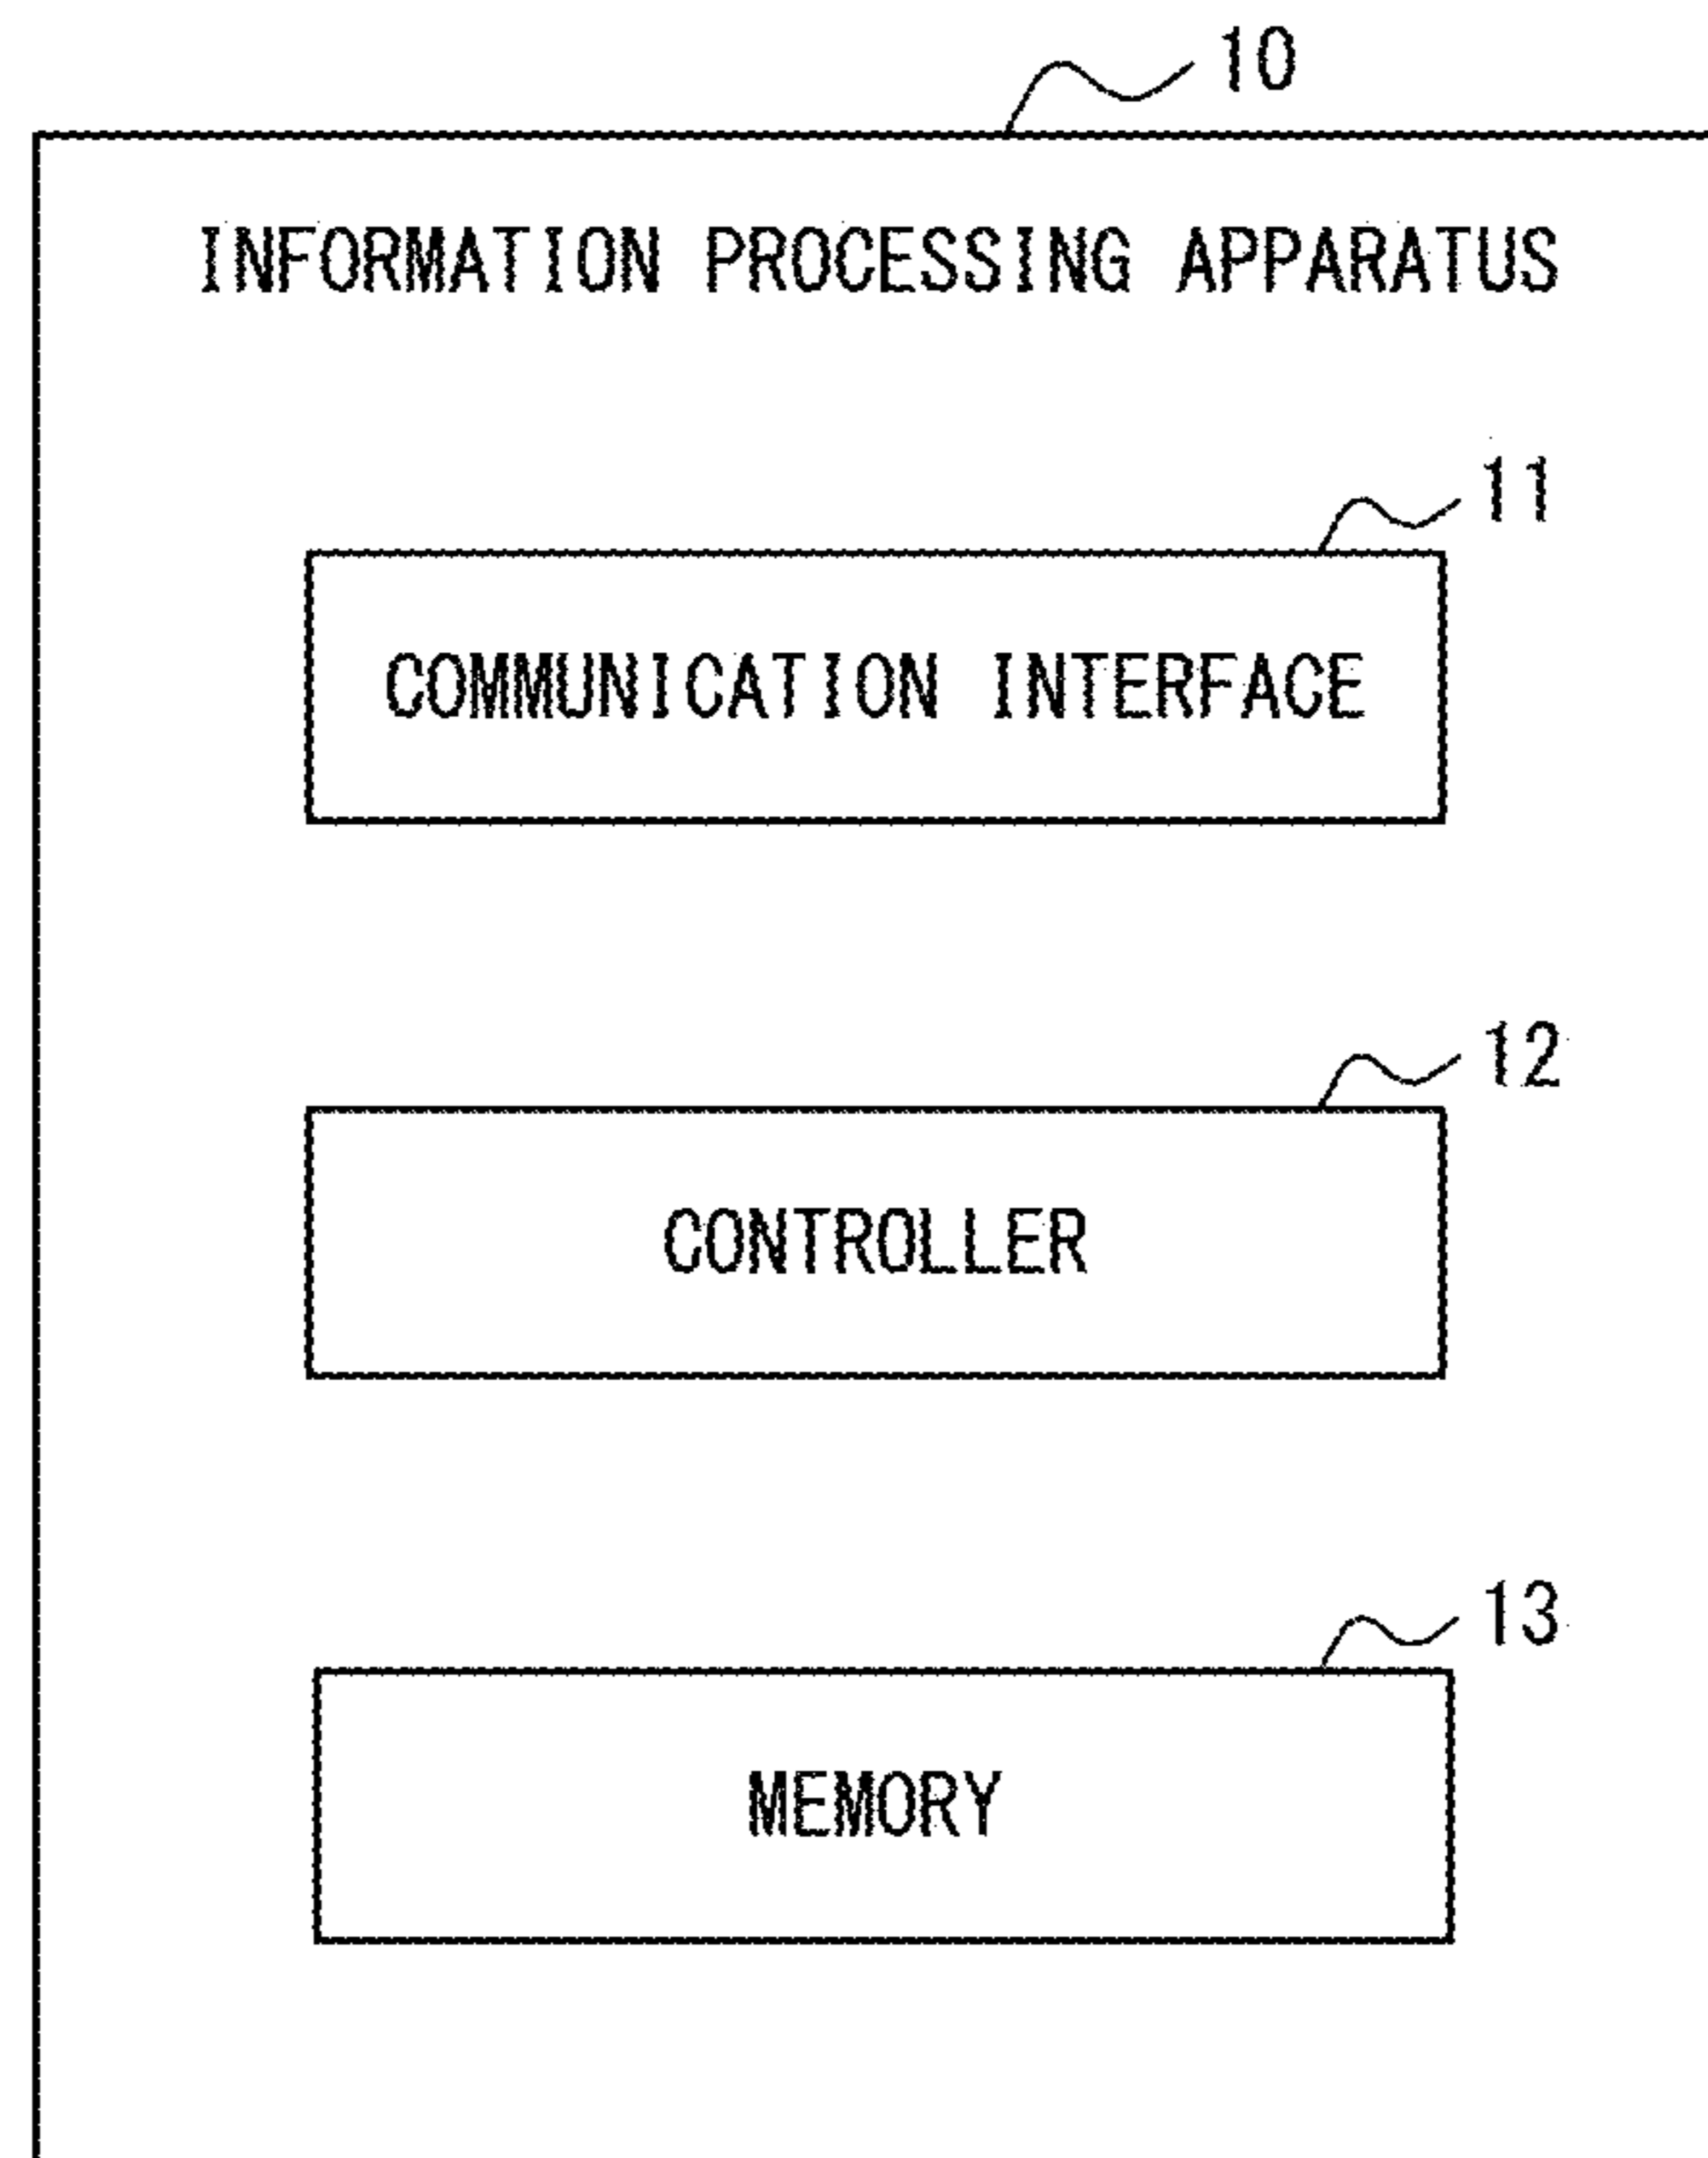 10
INFORMATION PROCESSING APPARATUS
11
COMMUNICATION INTERFACE
12
CONTROLLER
13
MEMORY